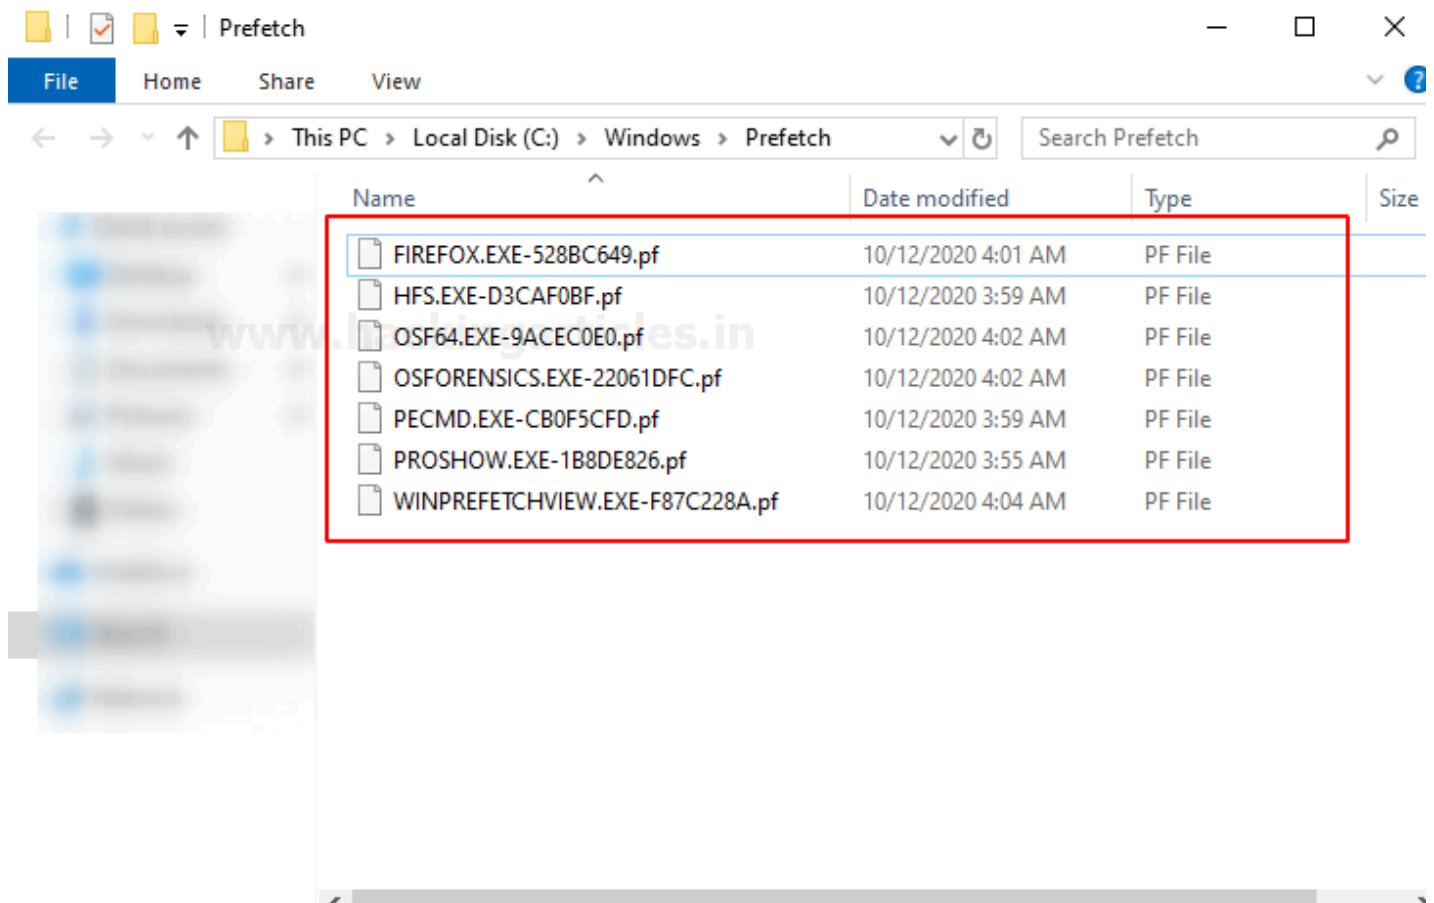 Prefetch
File Home Share View
This PC > Local Disk (C:) > Windows > Prefetch Search Prefetch
Name Date modified Type Size
FIREFOX.EXE-528BC649.pf 10/12/2020 4:01 AM PF File
HFS.EXE-D3CAF0BF.pf 10/12/2020 3:59 AM PF File
www.hackingarticles.in
OSF64.EXE-9ACEC0E0.pf 10/12/2020 4:02 AM PF File
OSFORENSICS.EXE-22061DFC.pf 10/12/2020 4:02 AM PF File
PECMD.EXE-CB0F5CFD.pf 10/12/2020 3:59 AM PF File
PROSHOW.EXE-1B8DE826.pf 10/12/2020 3:55 AM PF File
WINPREFETCHVIEW.EXE-F87C228A.pf 10/12/2020 4:04 AM PF File